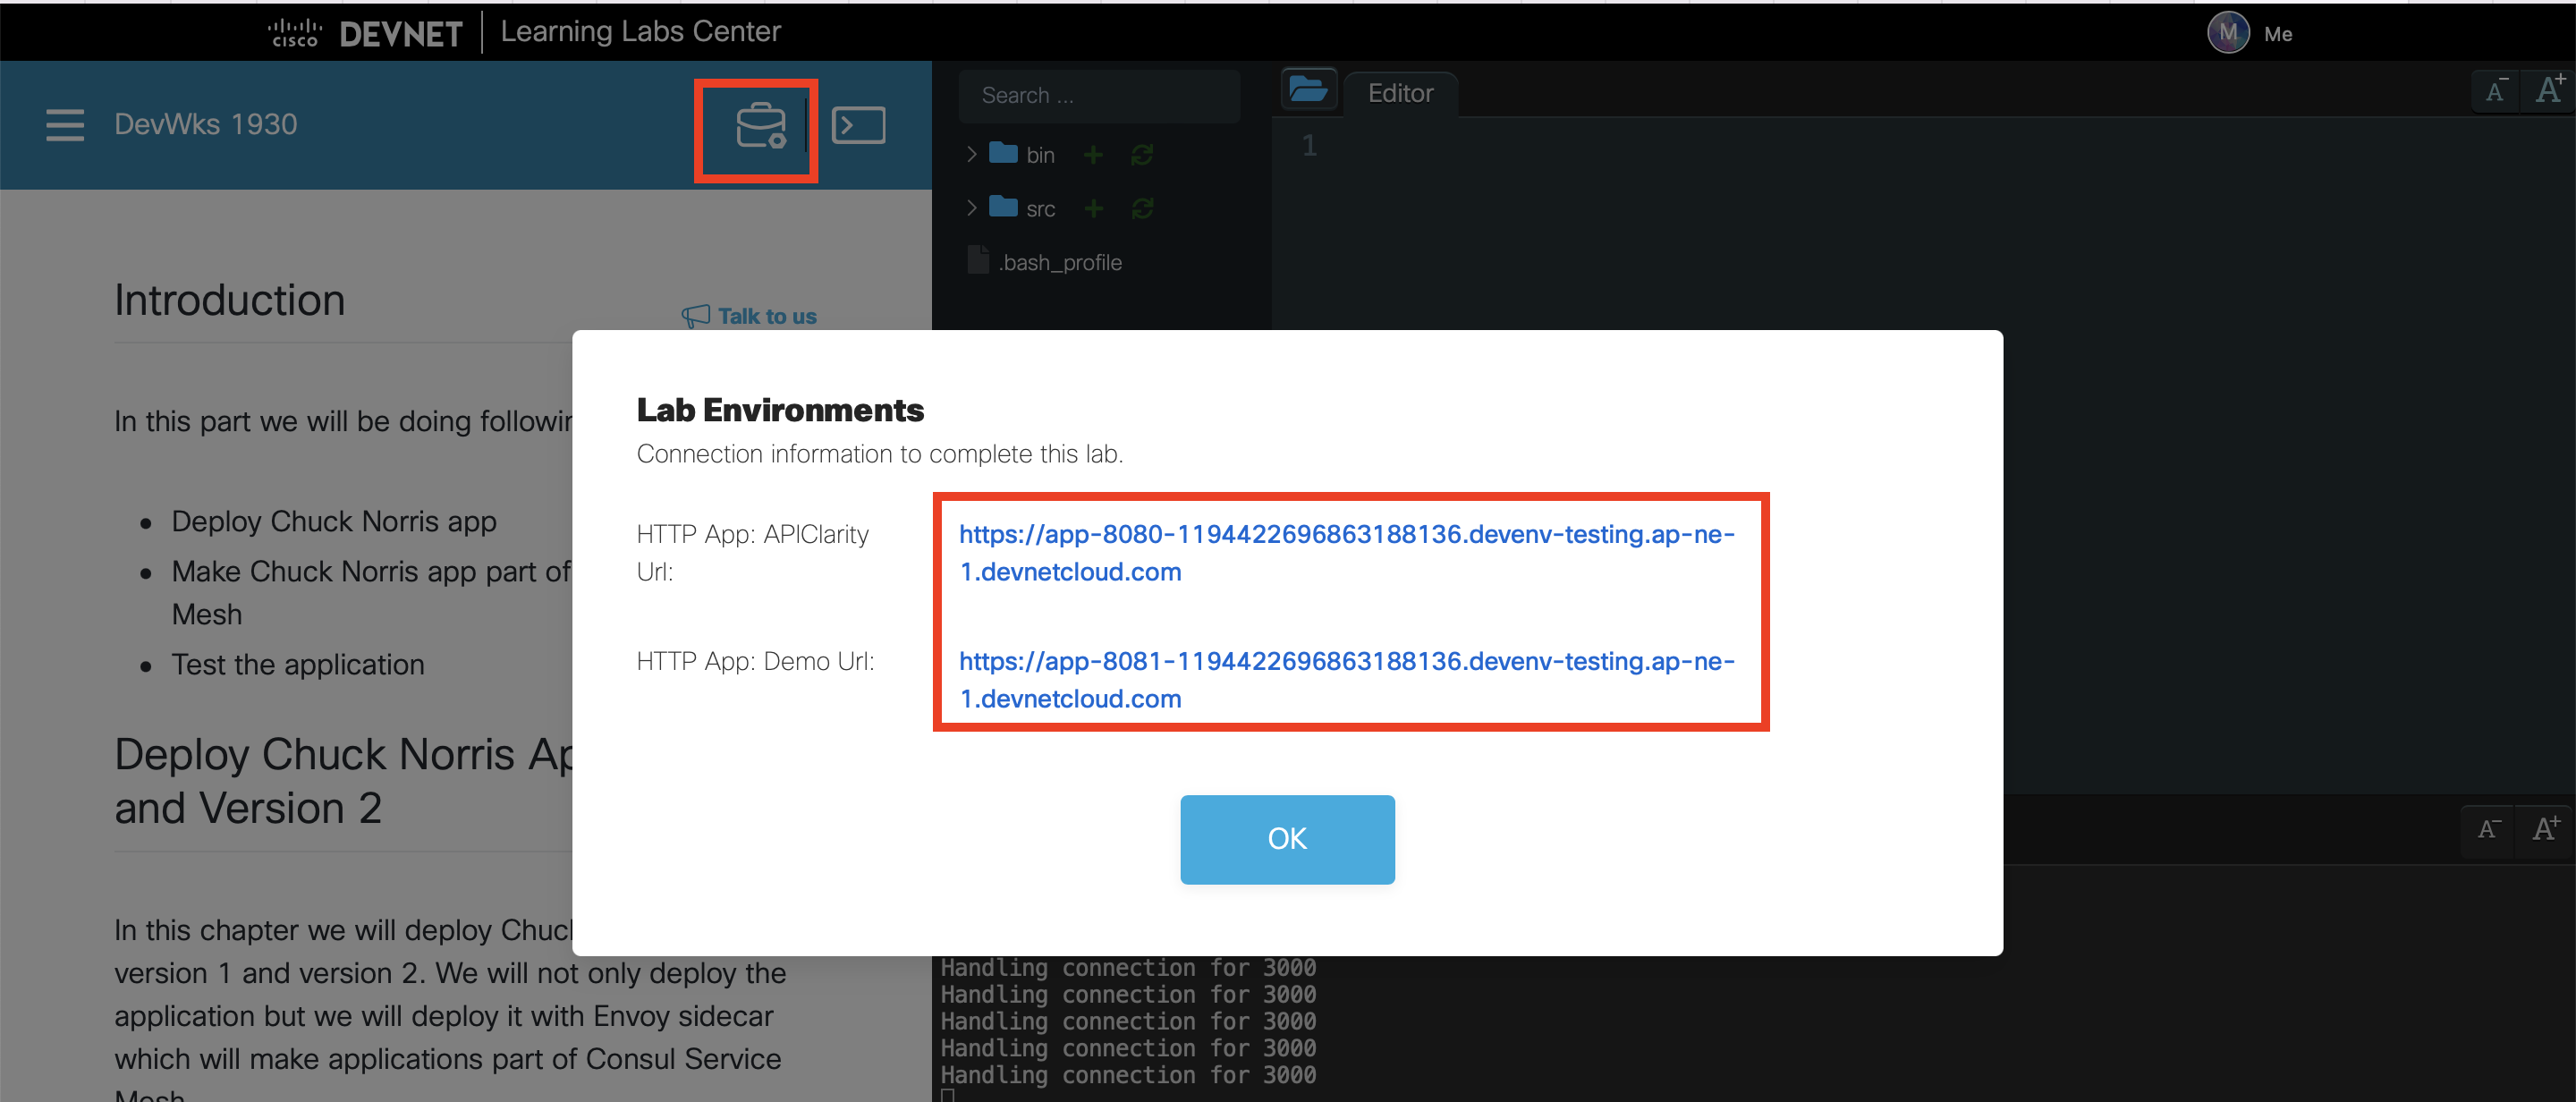 CISCO DEVNET Learning Labs Center
M Me
DevWks 1930
Introduction
Talk to us
In this part we will be doing followin
Deploy Chuck Norris app
Make Chuck Norris app part of
Mesh
Test the application
Deploy Chuck Norris Ap
and Version 2
In this chapter we will deploy Chuck
version 1 and version 2. We will not only deploy the
application but we will deploy it with Envoy sidecar
which will make applications part of Consul Service
Mesh
Search ...
bin
src
.bash_profile
Editor
A- A+
1
Lab Environments
Connection information to complete this lab.
HTTP App: APIClarity
Url:
https://app-8080-1194422696863188136.devenv-testing.ap-ne-
1.devnetcloud.com
HTTP App: Demo Url:
https://app-8081-1194422696863188136.devenv-testing.ap-ne-
1.devnetcloud.com
OK
A- A+
Handling connection for 3000
Handling connection for 3000
Handling connection for 3000
Handling connection for 3000
Handling connection for 3000